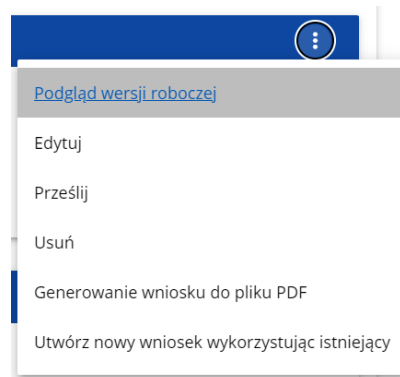 Podgląd wersji roboczej
Edytuj
Prześlij
Usuń
Generowanie wniosku do pliku PDF
Utwórz nowy wniosek wykorzystując istniejący